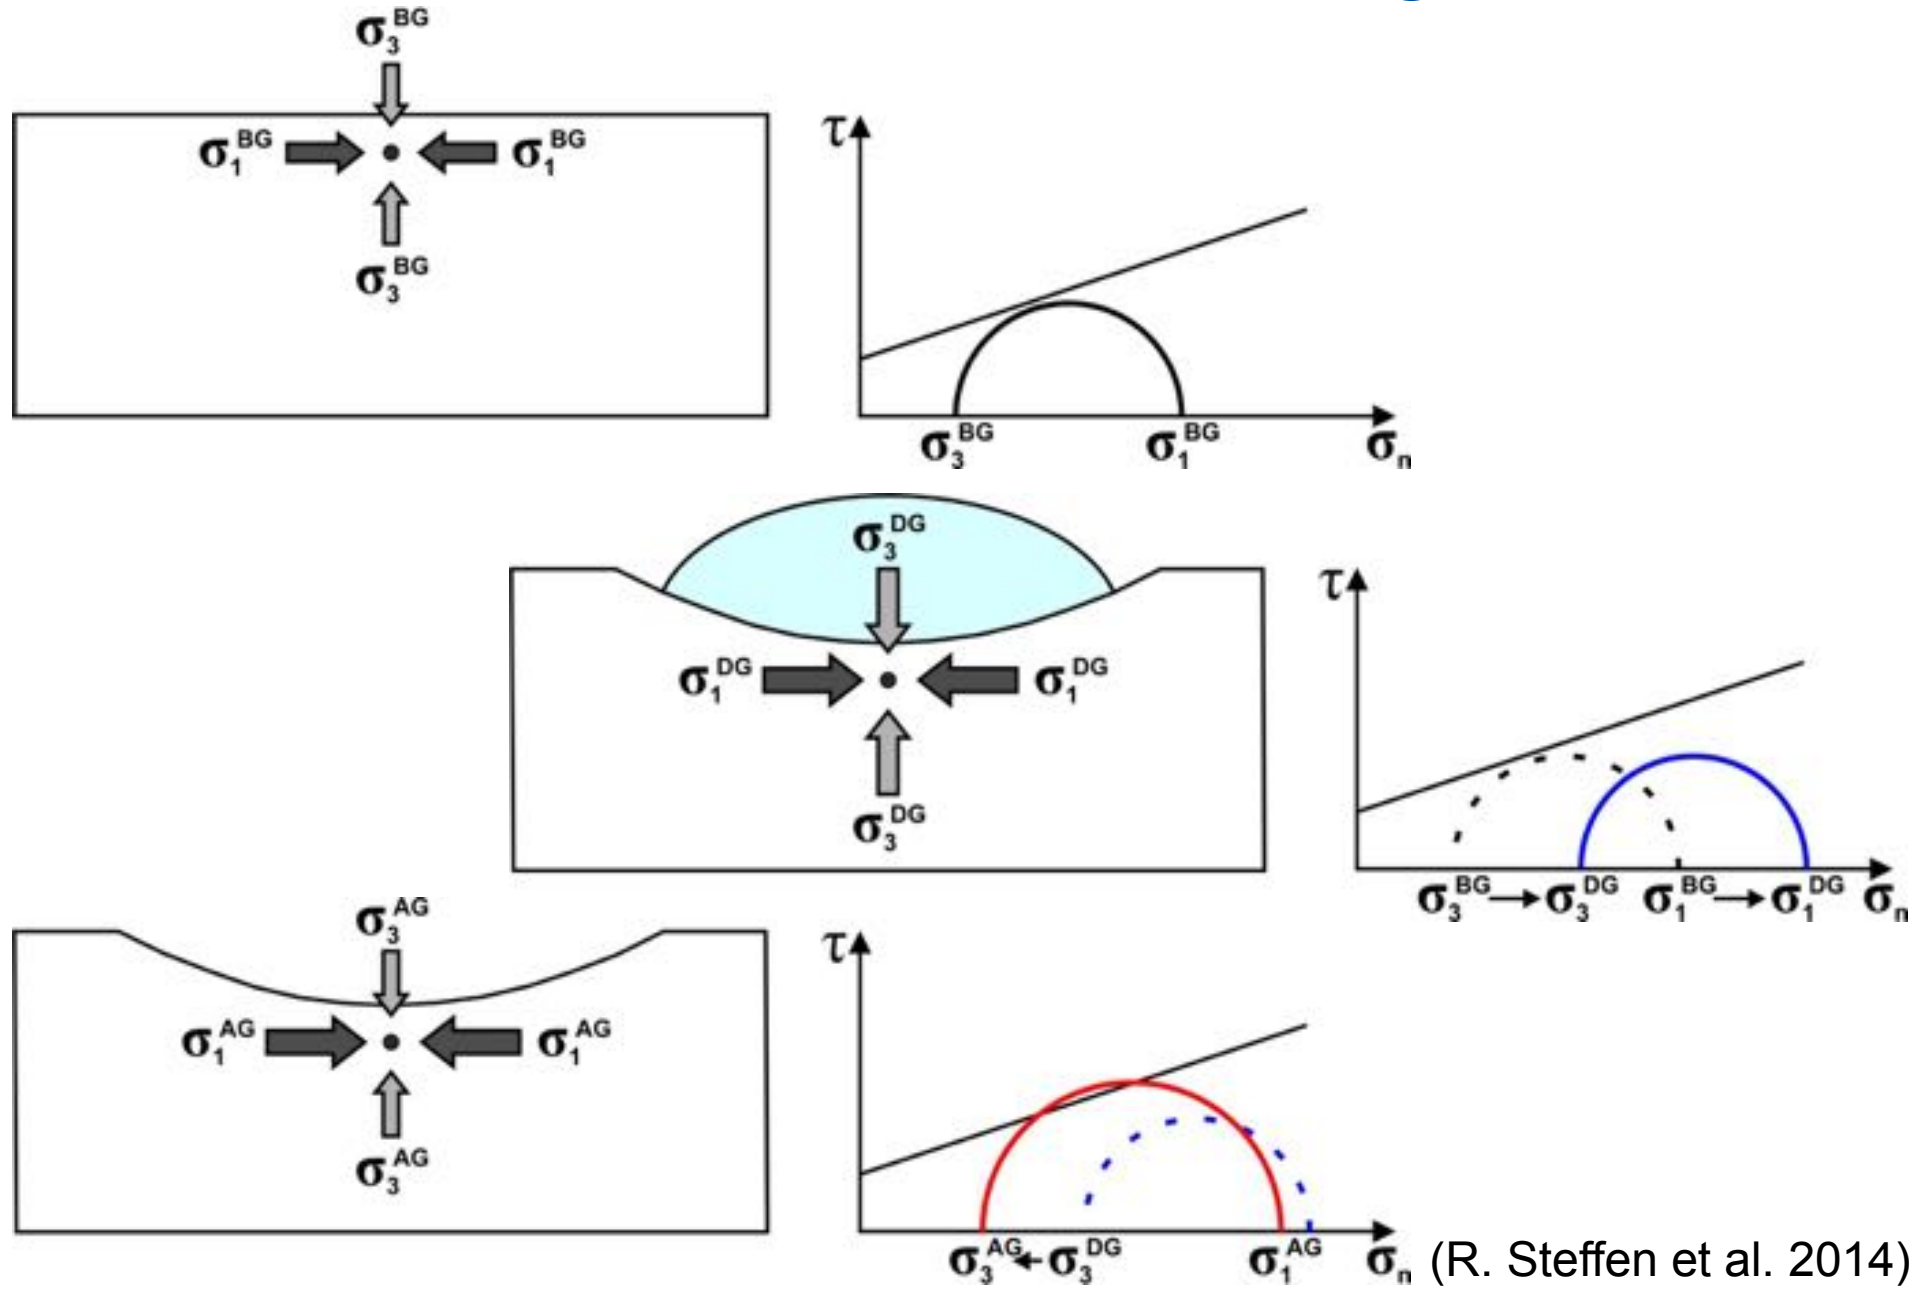 σ₃ᴮᴳ
σ₁ᴮᴳ σ₁ᴮᴳ
σ₃ᴮᴳ
τ
σ₃ᴮᴳ σ₁ᴮᴳ σₙ
σ₃ᴰᴳ
σ₁ᴰᴳ σ₁ᴰᴳ
σ₃ᴰᴳ
τ
σ₃ᴮᴳ→σ₃ᴰᴳ σ₁ᴮᴳ→σ₁ᴰᴳ σₙ
σ₃ᴬᴳ
σ₁ᴬᴳ σ₁ᴬᴳ
σ₃ᴬᴳ
τ
σ₃ᴬᴳ←σ₃ᴰᴳ σ₁ᴬᴳ σₙ
(R. Steffen et al. 2014)